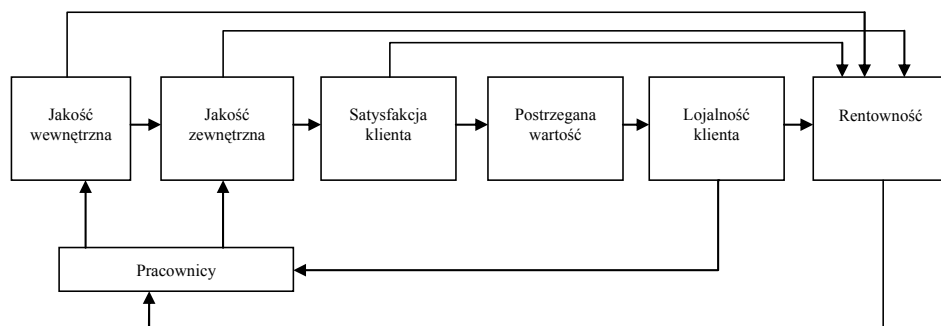 Jakość
wewnętrzna
Jakość
zewnętrzna
Satysfakcja
klienta
Postrzegana
wartość
Lojalność
klienta
Rentowność
Pracownicy